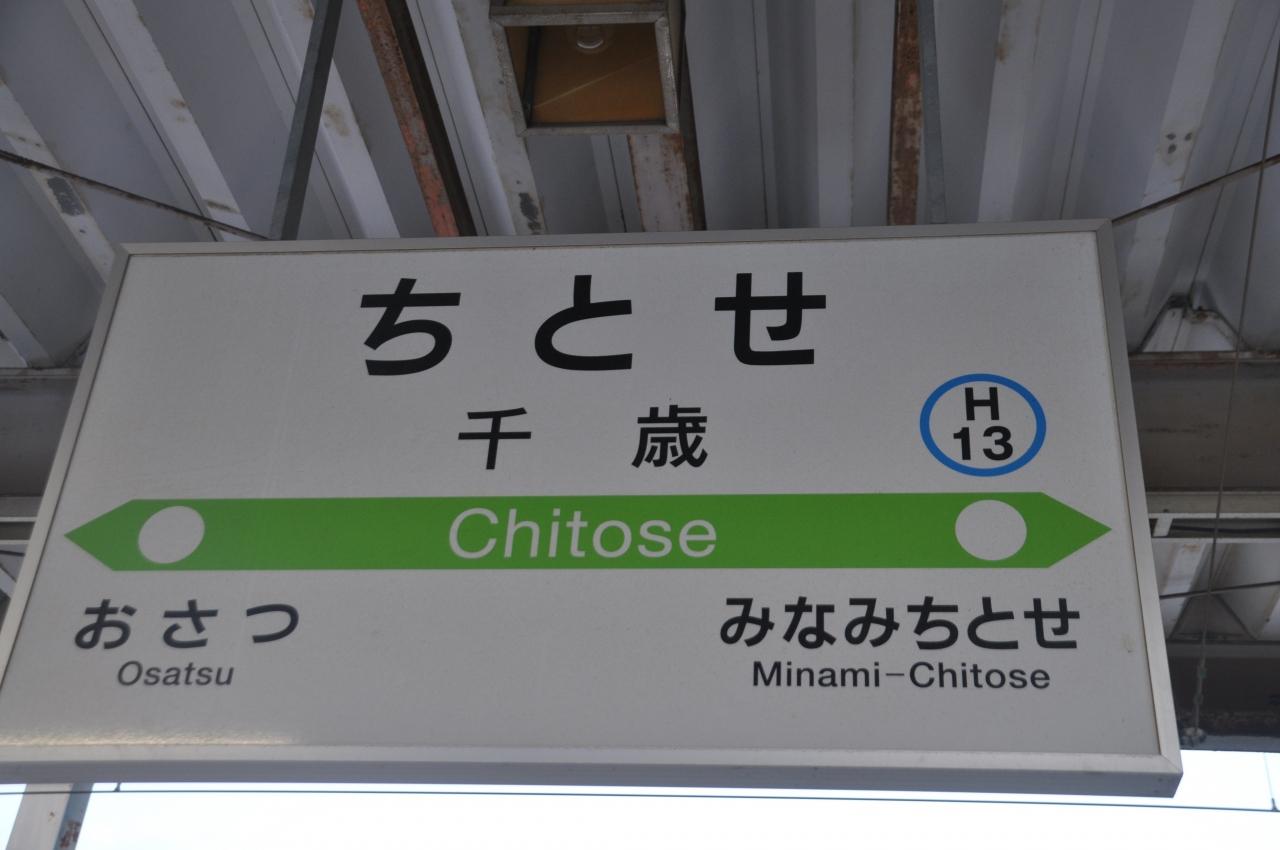 ちとせ
千歳
H
13
Chitose
おさつ
Osatsu
みなみちとせ
Minami-Chitose